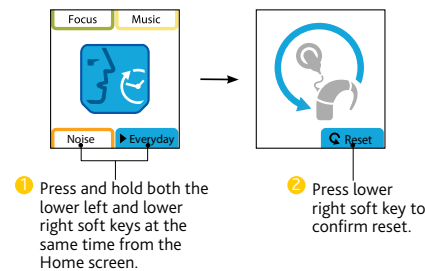 Focus Music
Noise Everyday
Reset
1 Press and hold both the
lower left and lower
right soft keys at the
same time from the
Home screen.
2 Press lower
right soft key to
confirm reset.